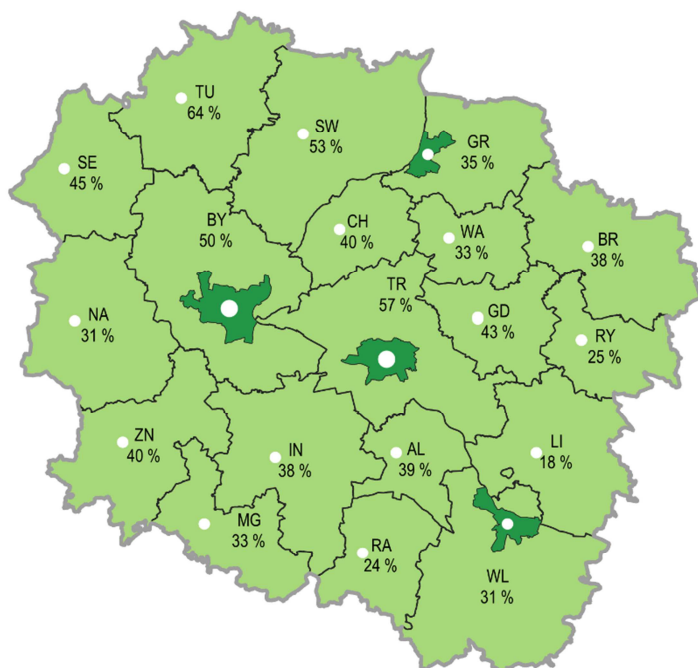 TU
64 %
SW
53 %
GR
35 %
SE
45 %
BY
50 %
CH
40 %
WA
33 %
BR
38 %
TR
57 %
NA
31 %
GD
43 %
RY
25 %
ZN
40 %
IN
38 %
AL
39 %
LI
18 %
MG
33 %
RA
24 %
WL
31 %